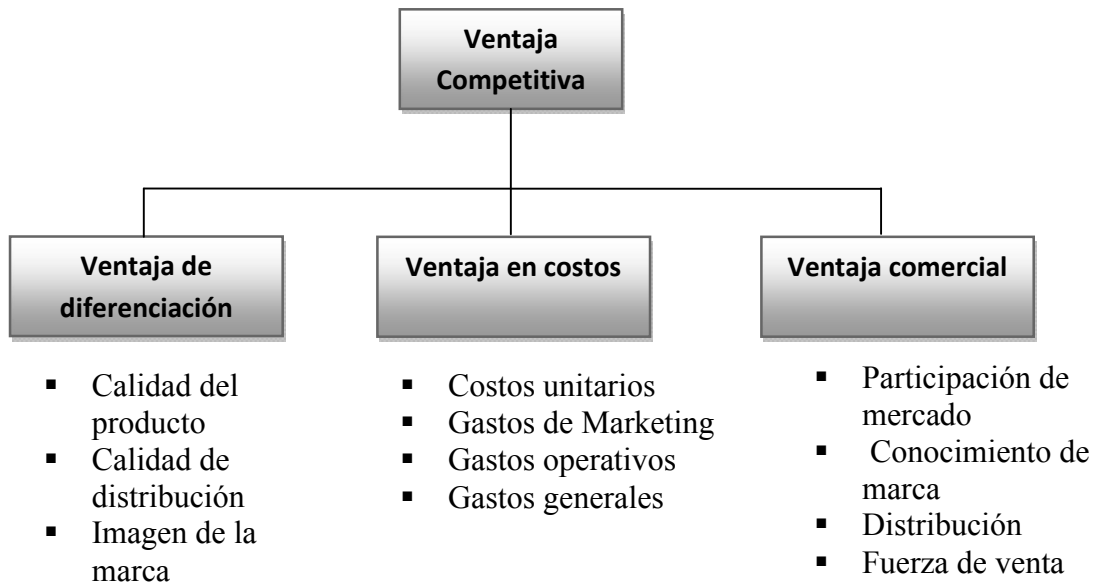 Ventaja
Competitiva
Ventaja de
diferenciación
▪ Calidad del
producto
▪ Calidad de
distribución
▪ Imagen de la
marca
Ventaja en costos
▪ Costos unitarios
▪ Gastos de Marketing
▪ Gastos operativos
▪ Gastos generales
Ventaja comercial
▪ Participación de
mercado
▪ Conocimiento de
marca
▪ Distribución
▪ Fuerza de venta